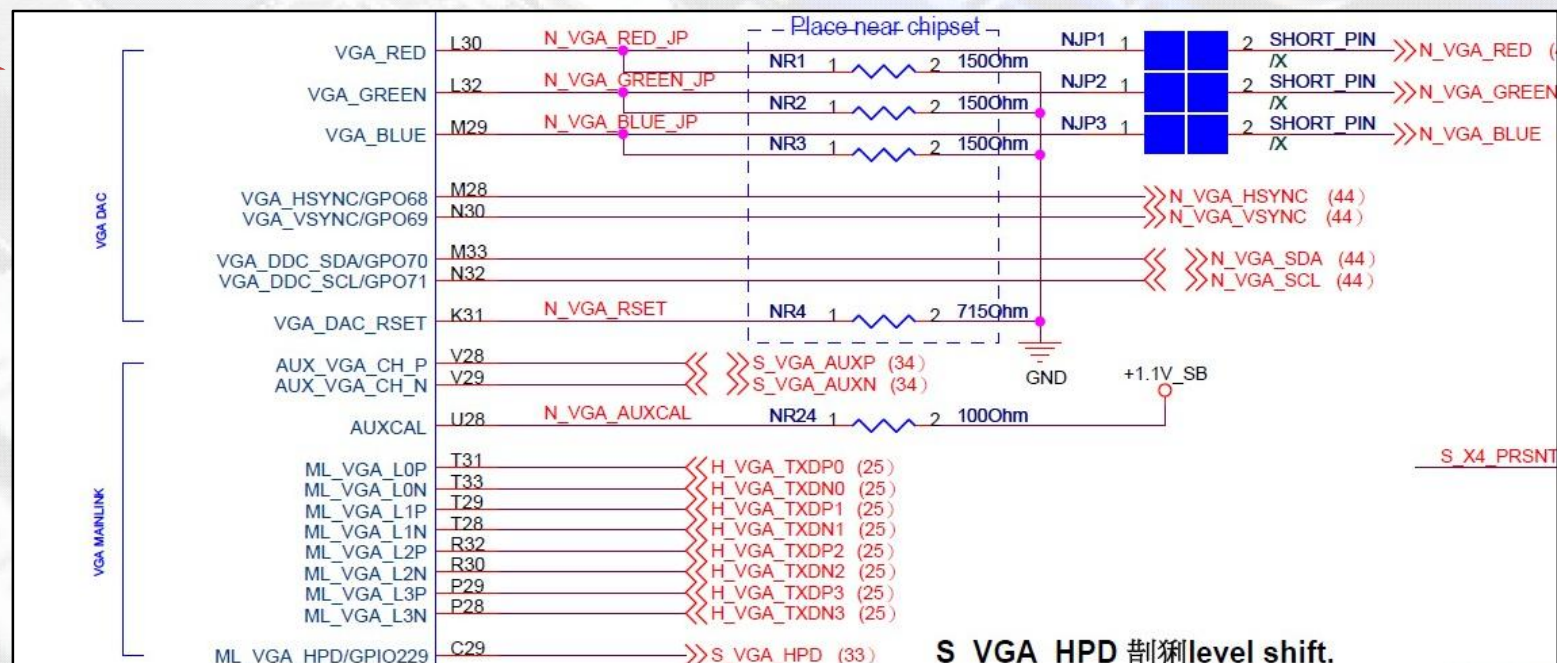 Place near chipset
VGA_RED L30 N_VGA_RED_JP NJP1 1 2 SHORT_PIN N_VGA_RED
NR1 1 2 150Ohm /X
VGA_GREEN L32 N_VGA_GREEN_JP NJP2 1 2 SHORT_PIN N_VGA_GREEN
NR2 1 2 150Ohm /X
VGA_BLUE M29 N_VGA_BLUE_JP NJP3 1 2 SHORT_PIN N_VGA_BLUE
NR3 1 2 150Ohm /X
VGA DAC
VGA_HSYNC/GPO68 M28 N_VGA_HSYNC (44)
VGA_VSYNC/GPO69 N30 N_VGA_VSYNC (44)
VGA_DDC_SDA/GPO70 M33 N_VGA_SDA (44)
VGA_DDC_SCL/GPO71 N32 N_VGA_SCL (44)
VGA_DAC_RSET K31 N_VGA_RSET NR4 1 2 715Ohm
AUX_VGA_CH_P V28 S_VGA_AUXP (34)
AUX_VGA_CH_N V29 S_VGA_AUXN (34)
GND +1.1V_SB
AUXCAL U28 N_VGA_AUXCAL NR24 1 2 100Ohm
VGA MAINLINK
ML_VGA_L0P T31 H_VGA_TXDP0 (25)
S_X4_PRSNT
ML_VGA_L0N T33 H_VGA_TXDN0 (25)
ML_VGA_L1P T29 H_VGA_TXDP1 (25)
ML_VGA_L1N T28 H_VGA_TXDN1 (25)
ML_VGA_L2P R32 H_VGA_TXDP2 (25)
ML_VGA_L2N R30 H_VGA_TXDN2 (25)
ML_VGA_L3P P29 H_VGA_TXDP3 (25)
ML_VGA_L3N P28 H_VGA_TXDN3 (25)
ML_VGA_HPD/GPIO229 C29 S_VGA_HPD (33)
S_VGA_HPD level shift.